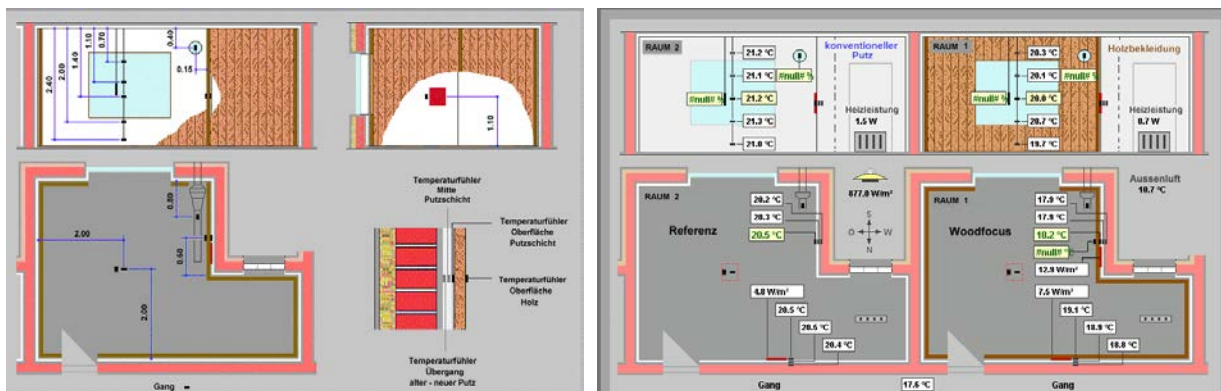 2.40
2.00
1.40
1.10
0.70
0.40
0.15
1.10
0.80
2.00
0.60
2.00
Gang
Temperaturfühler
Mitte
Putzschicht
Temperaturfühler
Oberfläche
Putzschicht
Temperaturfühler
Oberfläche
Holz
Temperaturfühler
Übergang
alter - neuer Putz
RAUM 2
21.2 °C
21.1 °C
#null# %
21.2 °C
#null# %
21.3 °C
21.0 °C
konventioneller
Putz
Heizleistung
1.5 W
RAUM 1
20.3 °C
20.1 °C
#null# %
20.0 °C
#null# %
20.7 °C
19.7 °C
Holzbekleidung
Heizleistung
0.7 W
RAUM 2
Referenz
20.2 °C
20.3 °C
20.5 °C
877.0 W/m²
S
O
W
N
4.8 W/m²
20.5 °C
20.4 °C
Gang
17.6 °C
RAUM 1
Woodfocus
17.9 °C
17.9 °C
18.2 °C
#null# %
12.9 W/m²
7.5 W/m²
19.1 °C
18.9 °C
18.8 °C
Aussenluft
10.7 °C
Gang